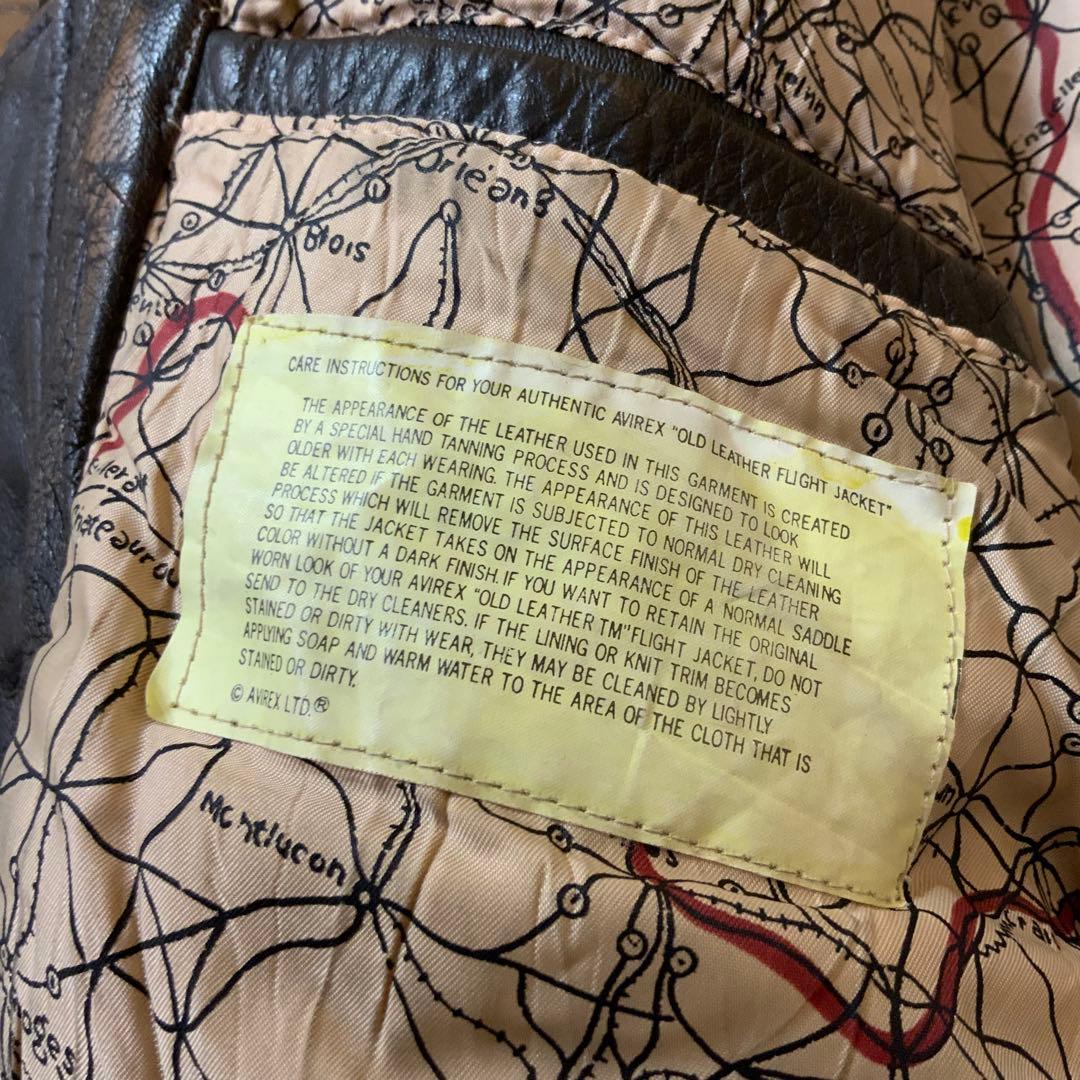 Melun
Orleans
Blois
CARE INSTRUCTIONS FOR YOUR AUTHENTIC AVIREX "OLD LEATHER FLIGHT JACKET"
THE APPEARANCE OF THE LEATHER USED IN THIS GARMENT IS CREATED
BY A SPECIAL HAND TANNING PROCESS AND IS DESIGNED TO LOOK
OLDER WITH EACH WEARING. THE APPEARANCE OF THIS LEATHER WILL
BE ALTERED IF THE GARMENT IS SUBJECTED TO NORMAL DRY CLEANING
PROCESS WHICH WILL REMOVE THE SURFACE FINISH OF THE LEATHER
SO THAT THE JACKET TAKES ON THE APPEARANCE OF A NORMAL SADDLE
COLOR WITHOUT A DARK FINISH. IF YOU WANT TO RETAIN THE ORIGINAL
WORN LOOK OF YOUR AVIREX "OLD LEATHER TM" FLIGHT JACKET, DO NOT
SEND TO THE DRY CLEANERS. IF THE LINING OR KNIT TRIM BECOMES
STAINED OR DIRTY WITH WEAR, THEY MAY BE CLEANED BY LIGHTLY
APPLYING SOAP AND WARM WATER TO THE AREA OF THE CLOTH THAT IS
STAINED OR DIRTY.
© AVIREX LTD.®
Montlucon